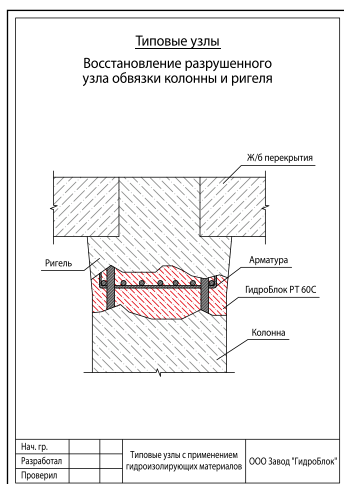 Типовые узлы
Восстановление разрушенного
узла обвязки колонны и ригеля
Ж/б перекрытия
Ригель
Арматура
ГидроБлок РТ 60С
Колонна
Нач. гр.
Разработал
Проверил
Типовые узлы с применением
гидроизолирующих материалов
ООО Завод "ГидроБлок"